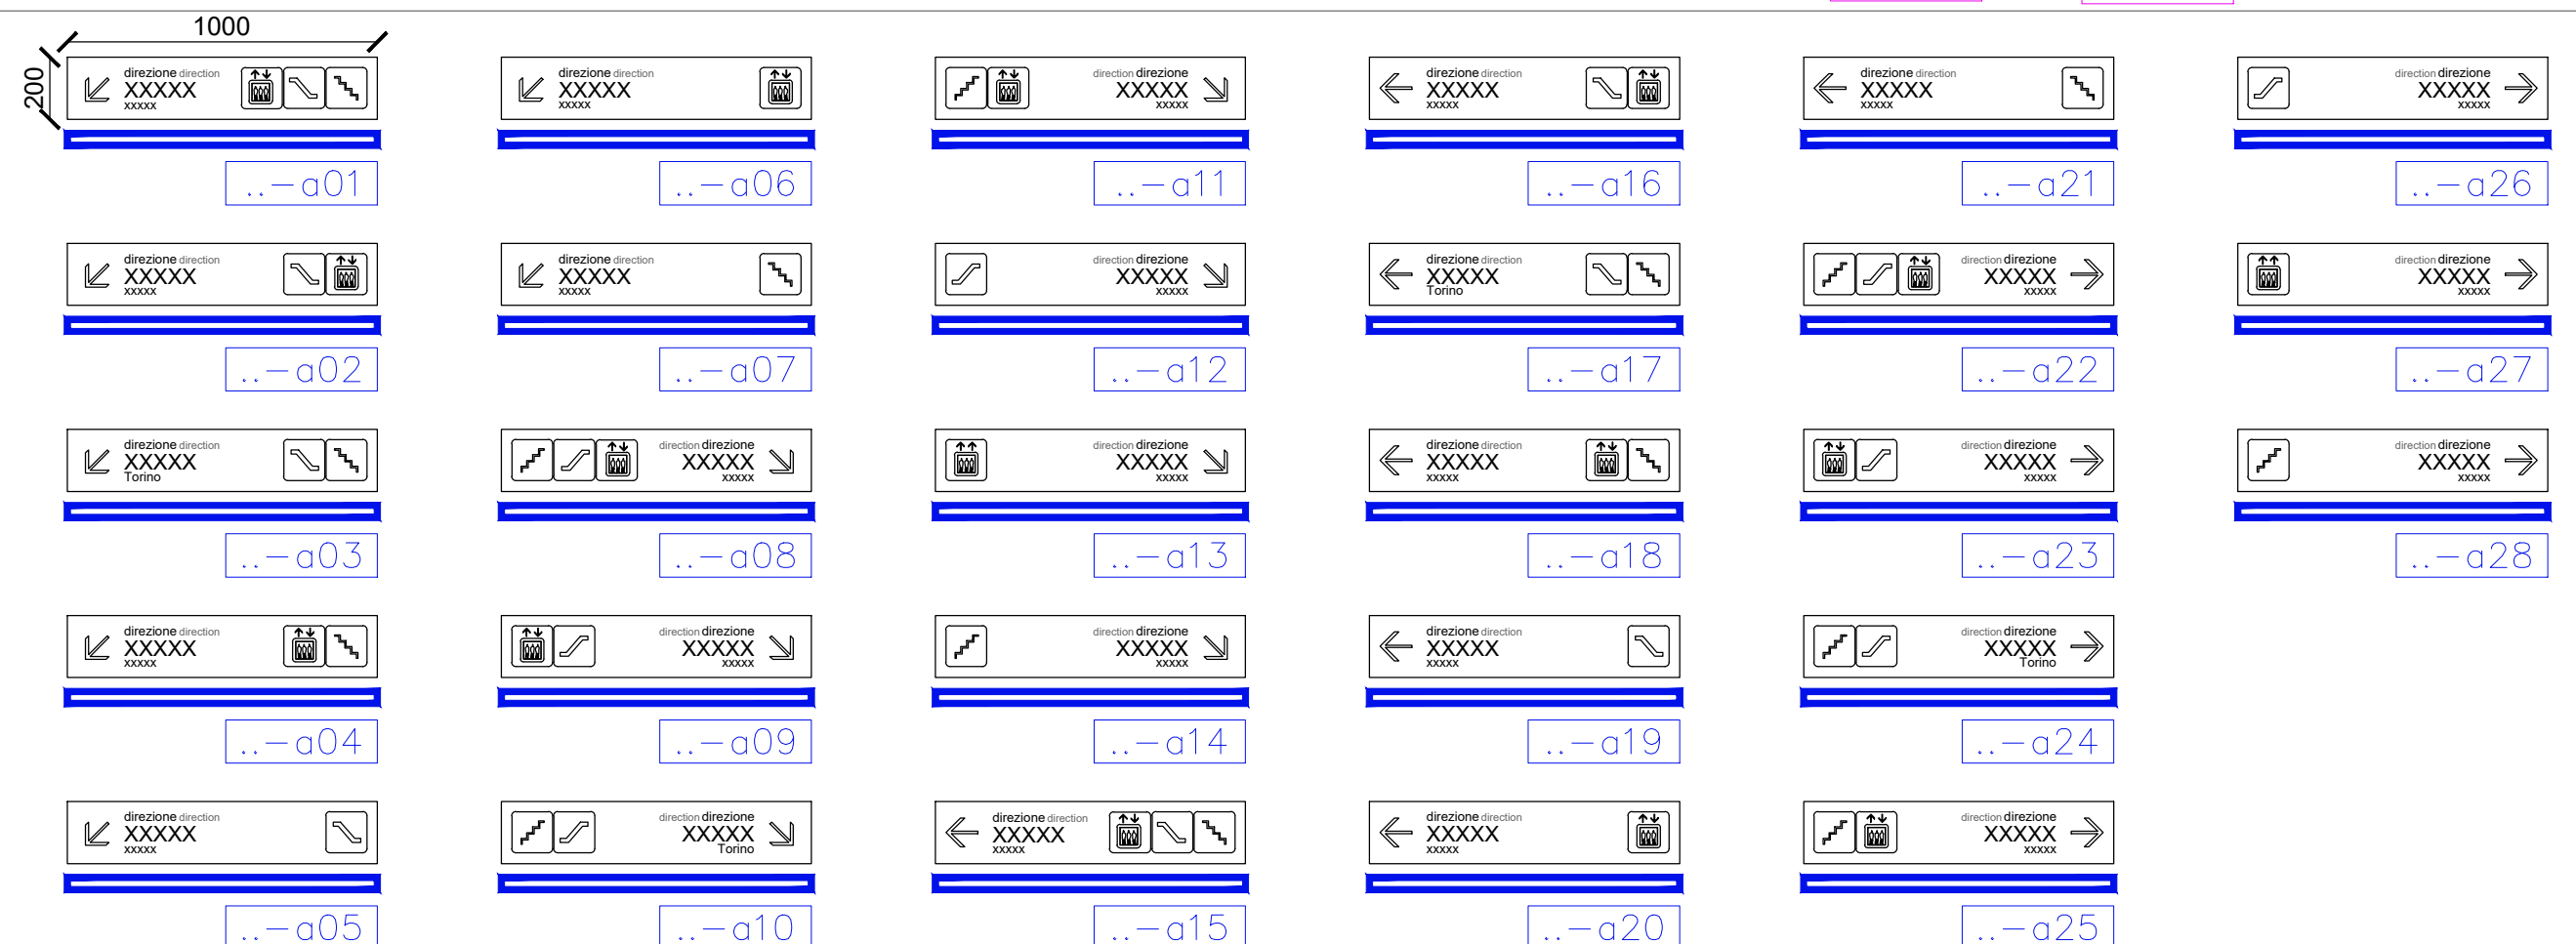 1000
200
direzione direction
XXXXX
xxxxx
..-a01
direzione direction
XXXXX
xxxxx
..-a06
direction direzione
XXXXX
xxxxx
..-a11
direzione direction
XXXXX
xxxxx
..-a16
direzione direction
XXXXX
xxxxx
..-a21
direction direzione
XXXXX
xxxxx
..-a26
direzione direction
XXXXX
xxxxx
..-a02
direzione direction
XXXXX
xxxxx
..-a07
direction direzione
XXXXX
xxxxx
..-a12
direzione direction
XXXXX
Torino
..-a17
direction direzione
XXXXX
xxxxx
..-a22
direction direzione
XXXXX
xxxxx
..-a27
direzione direction
XXXXX
Torino
..-a03
direction direzione
XXXXX
xxxxx
..-a08
direction direzione
XXXXX
xxxxx
..-a13
direzione direction
XXXXX
xxxxx
..-a18
direction direzione
XXXXX
xxxxx
..-a23
direction direzione
XXXXX
xxxxx
..-a28
direzione direction
XXXXX
xxxxx
..-a04
direction direzione
XXXXX
xxxxx
..-a09
direction direzione
XXXXX
xxxxx
..-a14
direzione direction
XXXXX
xxxxx
..-a19
direction direzione
XXXXX
Torino
..-a24
direzione direction
XXXXX
xxxxx
..-a05
direction direzione
XXXXX
Torino
..-a10
direzione direction
XXXXX
xxxxx
..-a15
direzione direction
XXXXX
xxxxx
..-a20
direction direzione
XXXXX
xxxxx
..-a25